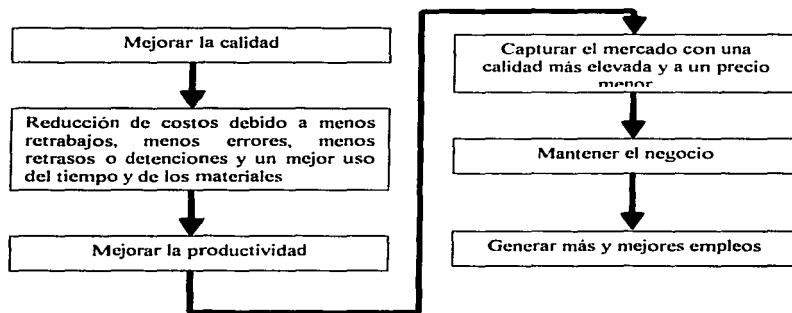 Mejorar la calidad
Reducción de costos debido a menos
retrabajos, menos errores, menos
retrasos o detenciones y un mejor uso
del tiempo y de los materiales
Mejorar la productividad
Capturar el mercado con una
calidad más elevada y a un precio
menor
Mantener el negocio
Generar más y mejores empleos